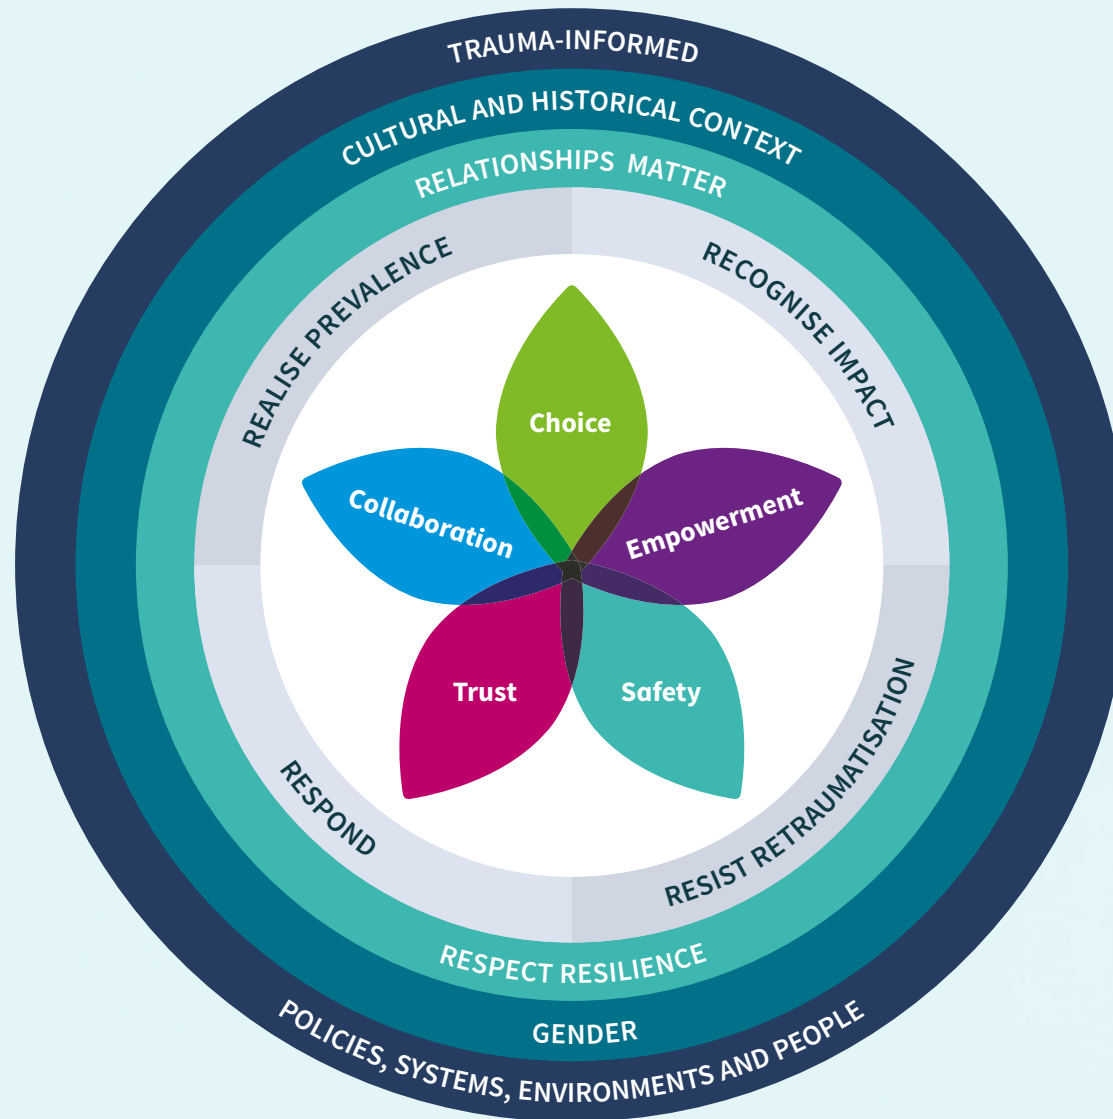 TRAUMA-INFORMED
CULTURAL AND HISTORICAL CONTEXT
RELATIONSHIPS MATTER
REALISE PREVALENCE
RECOGNISE IMPACT
Choice
Collaboration
Empowerment
Trust
Safety
RESPOND
RESIST RETRAUMATISATION
RESPECT RESILIENCE
GENDER
POLICIES, SYSTEMS, ENVIRONMENTS AND PEOPLE